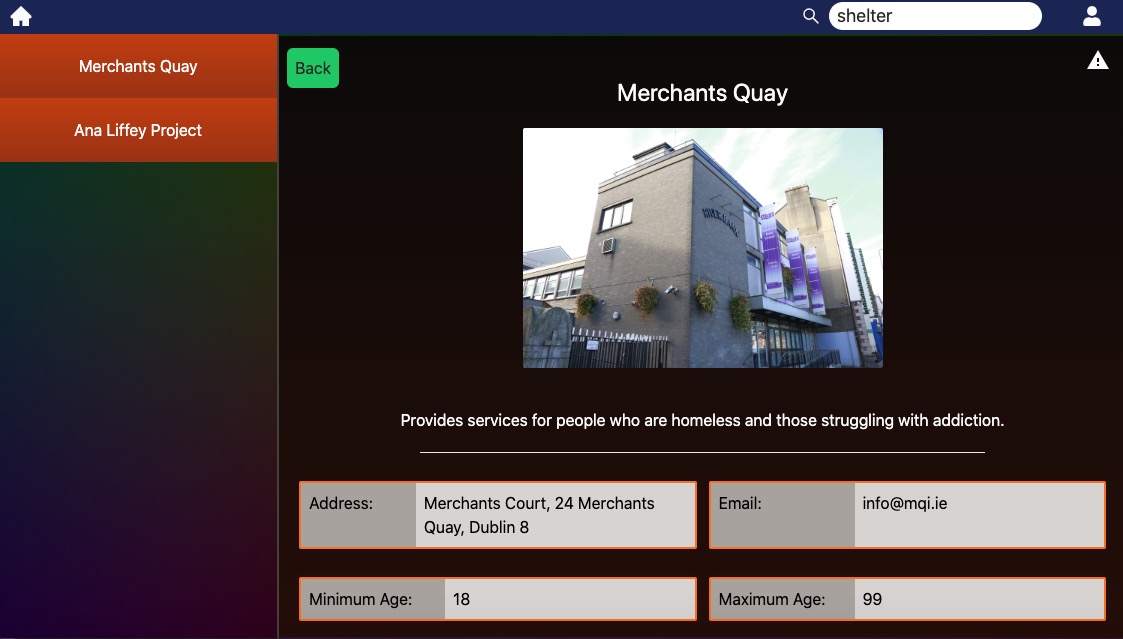 shelter
Merchants Quay
Ana Liffey Project
Back
Merchants Quay
RIVERBANK
Provides services for people who are homeless and those struggling with addiction.
Address:
Merchants Court, 24 Merchants
Quay, Dublin 8
Email:
info@mqi.ie
Minimum Age:
18
Maximum Age:
99